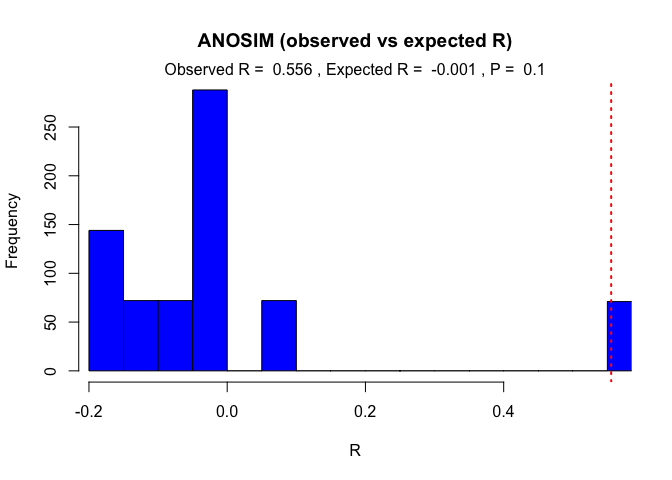 ANOSIM (observed vs expected R)
Observed R =  0.556 , Expected R =  -0.001 , P =  0.1
Frequency
250
200
150
100
50
0
-0.2 0.0 0.2 0.4
R